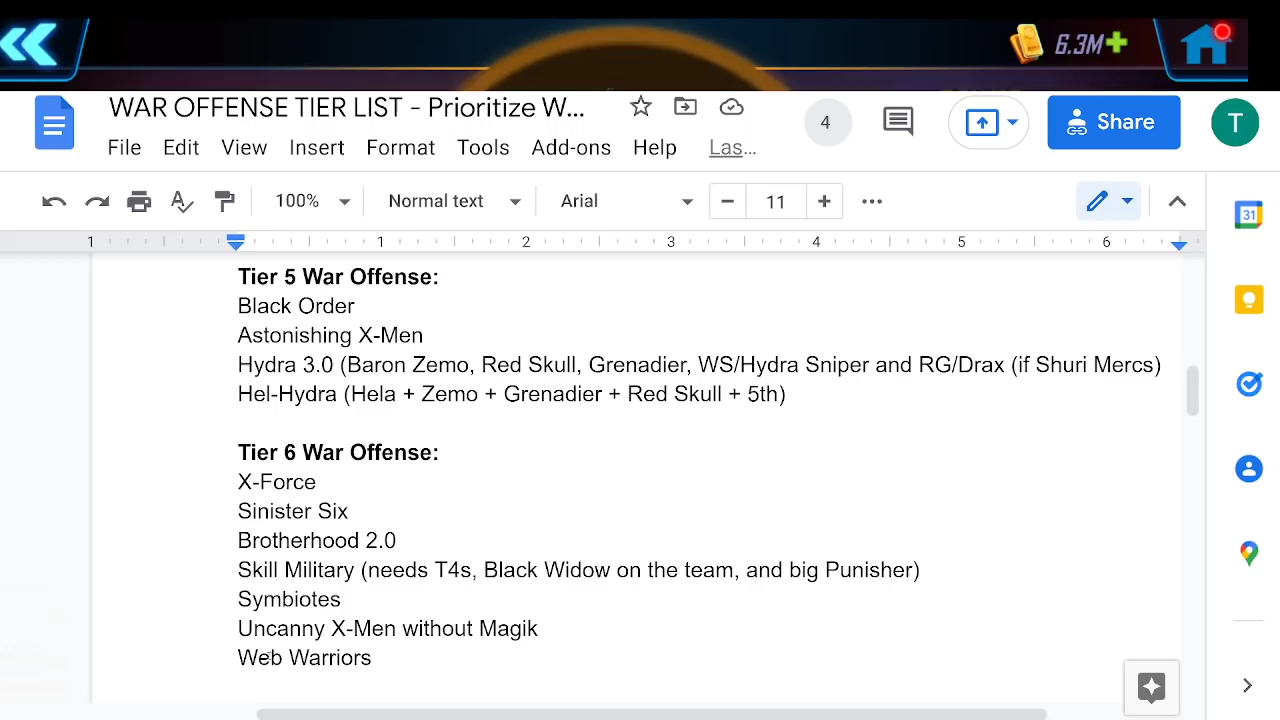 6.3M
WAR OFFENSE TIER LIST - Prioritize W...
4
Share
T
File Edit View Insert Format Tools Add-ons Help Las...
100% Normal text Arial 11
1 1 2 3 4 5 6
31
Tier 5 War Offense:
Black Order
Astonishing X-Men
Hydra 3.0 (Baron Zemo, Red Skull, Grenadier, WS/Hydra Sniper and RG/Drax (if Shuri Mercs)
Hel-Hydra (Hela + Zemo + Grenadier + Red Skull + 5th)
Tier 6 War Offense:
X-Force
Sinister Six
Brotherhood 2.0
Skill Military (needs T4s, Black Widow on the team, and big Punisher)
Symbiotes
Uncanny X-Men without Magik
Web Warriors